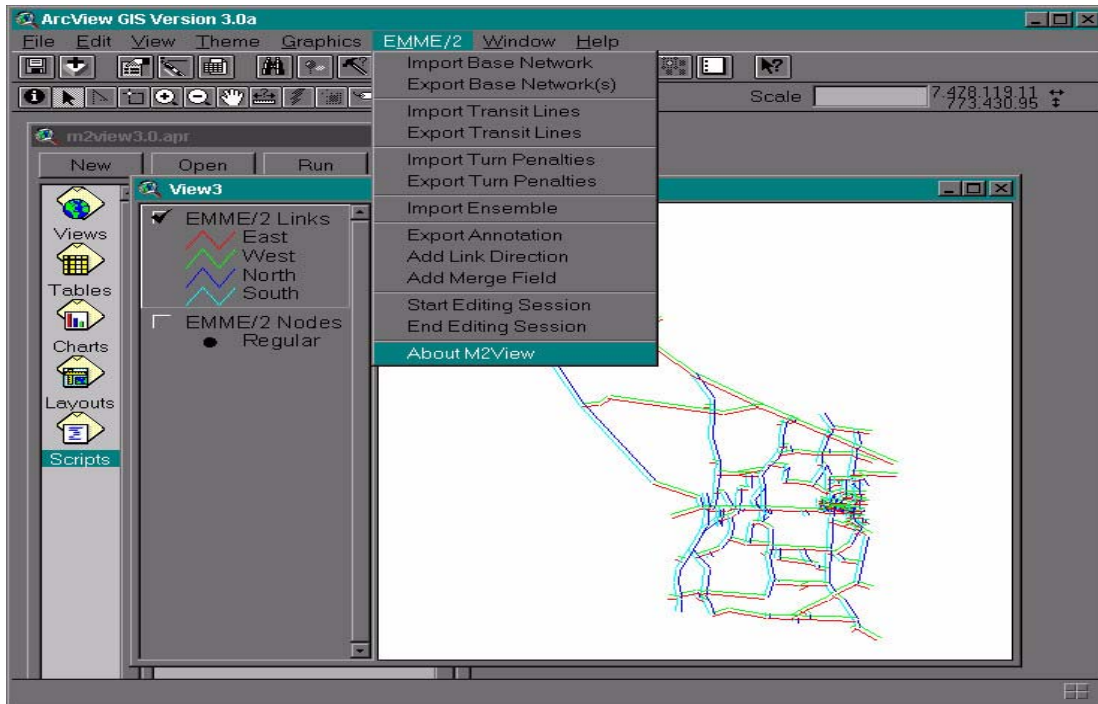 ArcView GIS Version 3.0a
File Edit View Theme Graphics EMME/2 Window Help
Scale
7.478.119.11
773.430.95
m2view3.0.apr
New Open Run
Views
Tables
Charts
Layouts
Scripts
View3
EMME/2 Links
East
West
North
South
EMME/2 Nodes
Regular
Import Base Network
Export Base Network(s)
Import Transit Lines
Export Transit Lines
Import Turn Penalties
Export Turn Penalties
Import Ensemble
Export Annotation
Add Link Direction
Add Merge Field
Start Editing Session
End Editing Session
About M2View